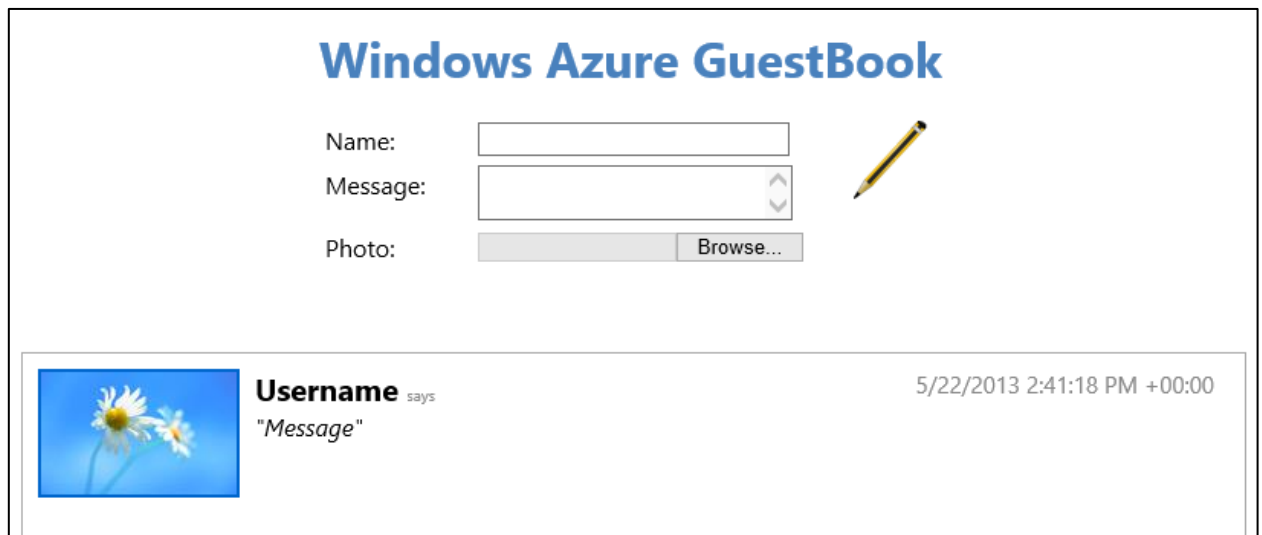 Windows Azure GuestBook
Name:
Message:
Photo: Browse...
Username says 5/22/2013 2:41:18 PM +00:00
"Message"